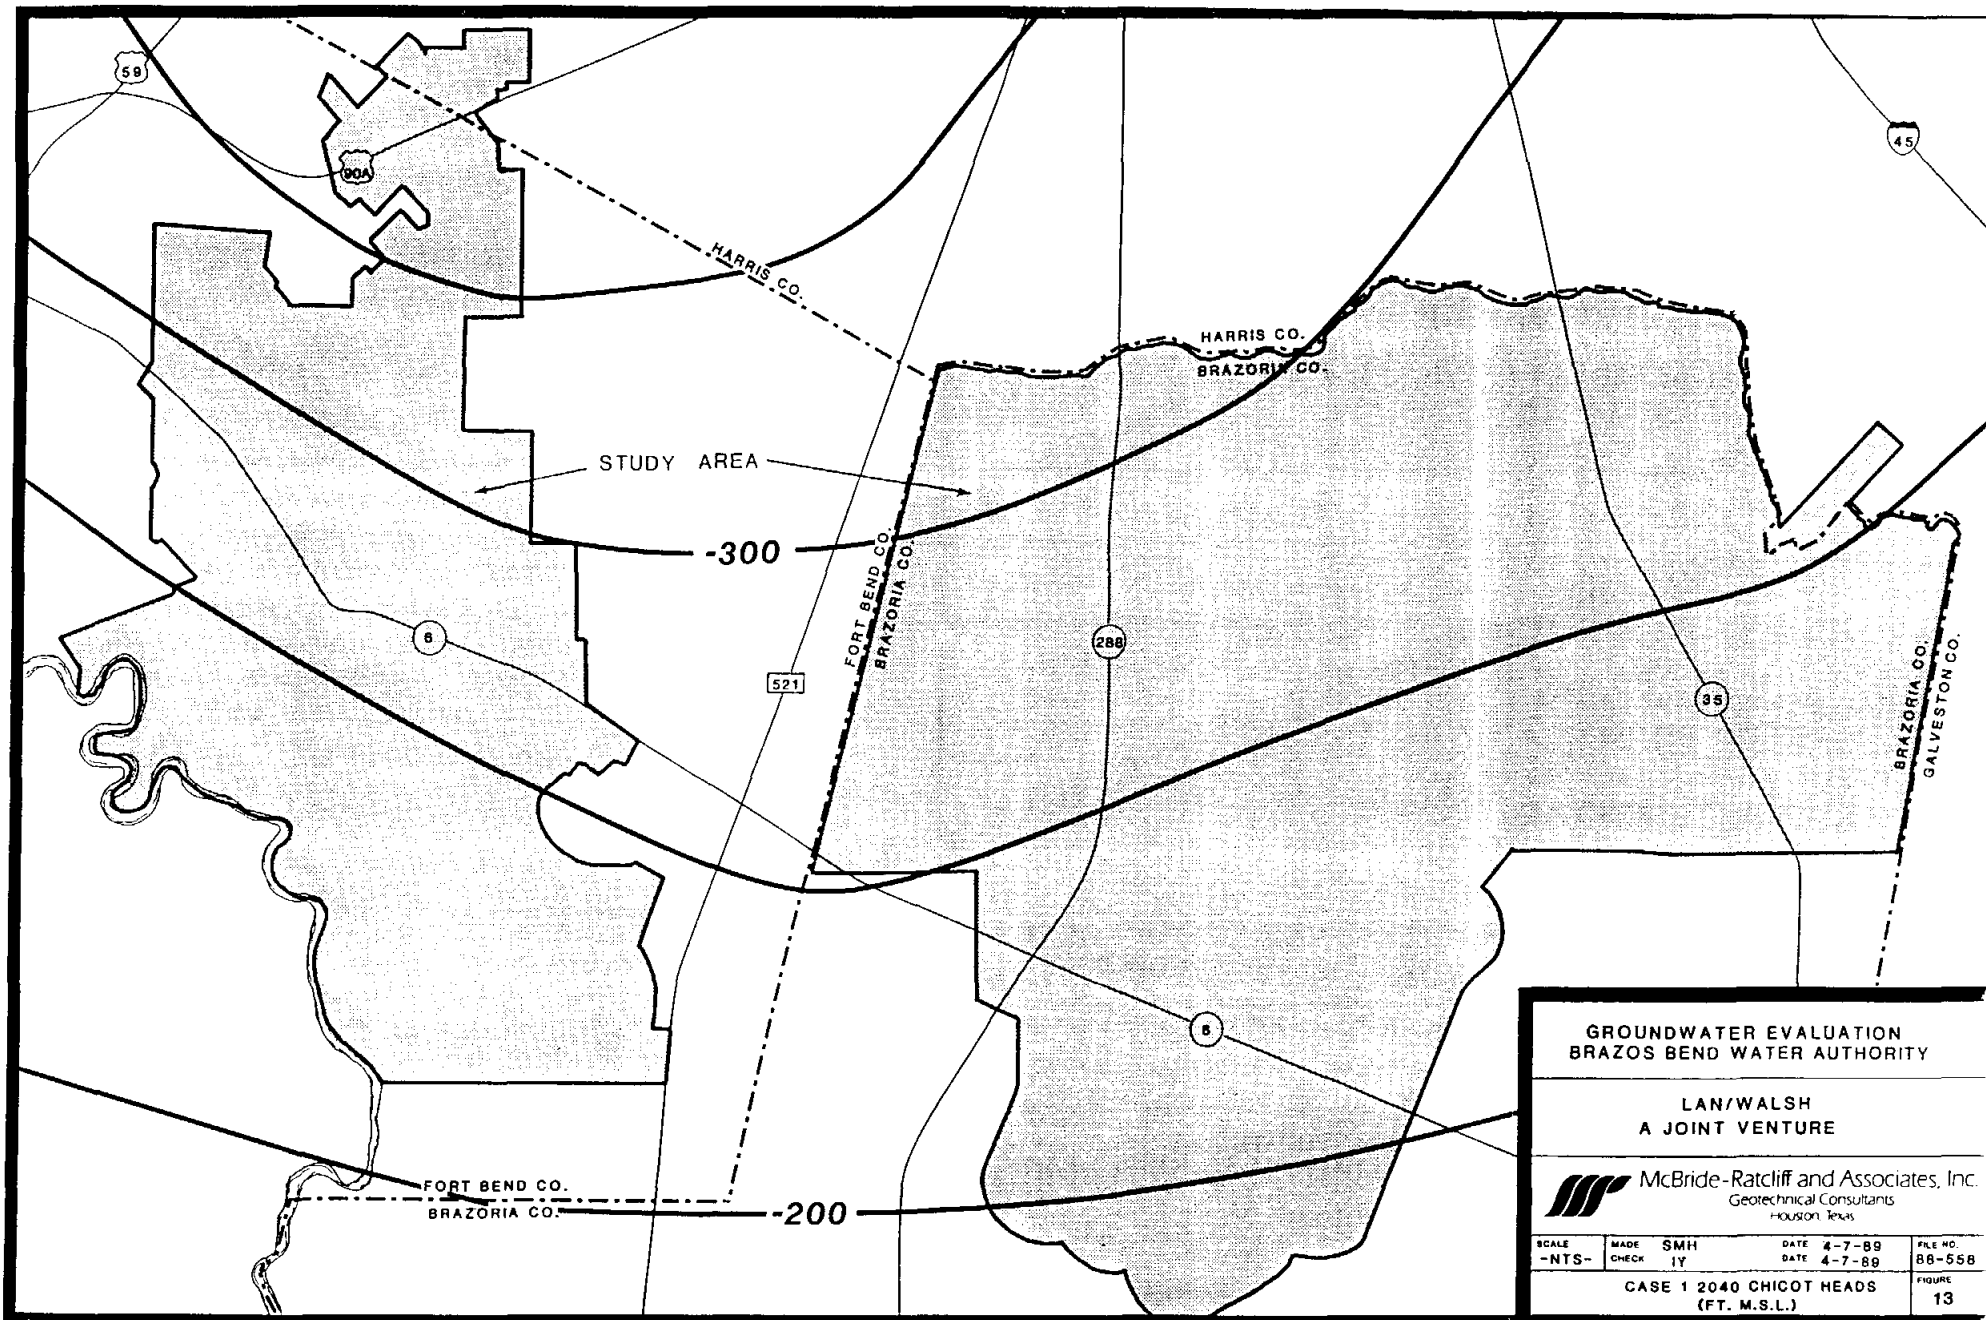 59
90A
45
HARRIS CO.
HARRIS CO.
BRAZORIA CO.
STUDY AREA
-300
FORT BEND CO.
BRAZORIA CO.
6
288
521
35
BRAZORIA CO.
GALVESTON CO.
6
FORT BEND CO.
BRAZORIA CO.
-200
GROUNDWATER EVALUATION
BRAZOS BEND WATER AUTHORITY
LAN/WALSH
A JOINT VENTURE
McBride-Ratcliff and Associates, Inc.
Geotechnical Consultants
Houston, Texas
SCALE
-NTS-
MADE SMH
CHECK IY
DATE 4-7-89
DATE 4-7-89
FILE NO.
88-558
CASE 1 2040 CHICOT HEADS
(FT. M.S.L.)
FIGURE
13